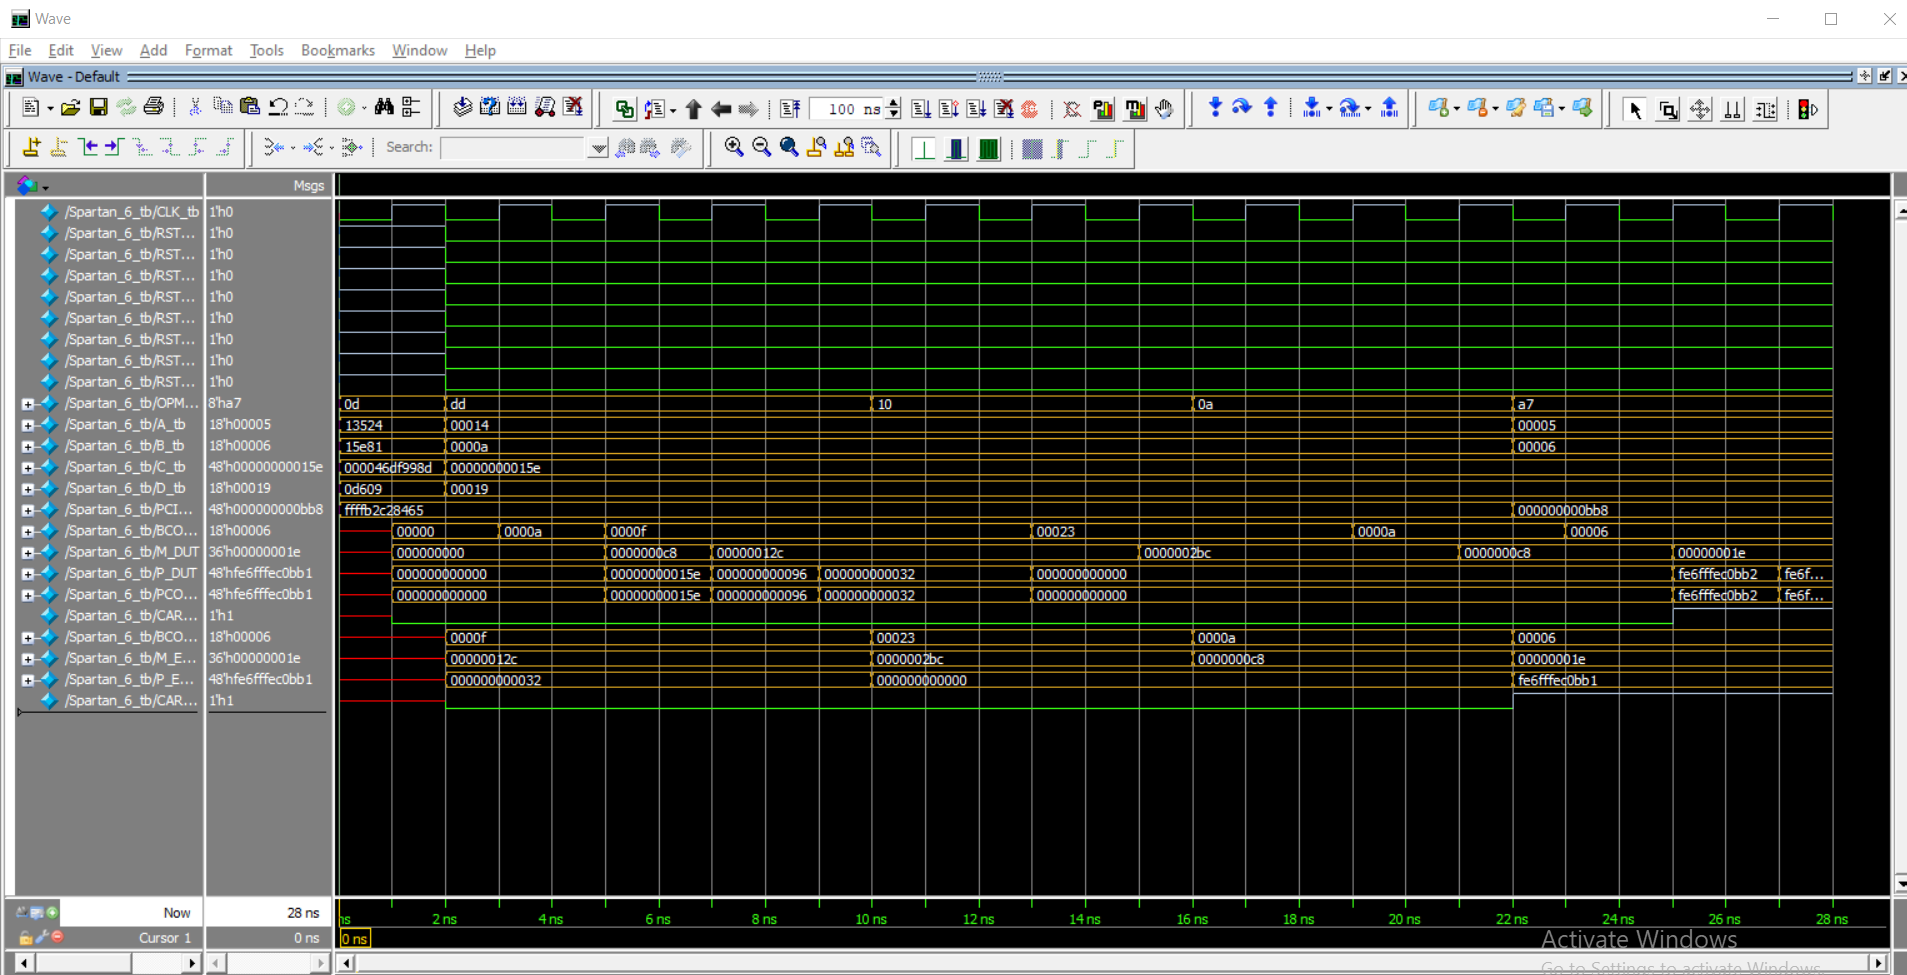 Wave
File Edit View Add Format Tools Bookmarks Window Help
Wave - Default
100 ns
Search:
Msgs
/Spartan_6_tb/CLK_tb 1'h0
/Spartan_6_tb/RST... 1'h0
/Spartan_6_tb/RST... 1'h0
/Spartan_6_tb/RST... 1'h0
/Spartan_6_tb/RST... 1'h0
/Spartan_6_tb/RST... 1'h0
/Spartan_6_tb/RST... 1'h0
/Spartan_6_tb/RST... 1'h0
/Spartan_6_tb/RST... 1'h0
/Spartan_6_tb/OPM... 8'ha7 0d dd 10 0a a7
/Spartan_6_tb/A_tb 18'h00005 13524 00014 00005
/Spartan_6_tb/B_tb 18'h00006 15e81 0000a 00006
/Spartan_6_tb/C_tb 48'h00000000015e 000046df998d 00000000015e
/Spartan_6_tb/D_tb 18'h00019 0d609 00019
/Spartan_6_tb/PCI... 48'h000000000bb8 ffffb2c28465 000000000bb8
/Spartan_6_tb/BCO... 18'h00006 00000 0000a 0000f 00023 0000a 00006
/Spartan_6_tb/M_DUT 36'h00000001e 000000000 0000000c8 00000012c 0000002bc 0000000c8 00000001e
/Spartan_6_tb/P_DUT 48'hfe6fffec0bb1 000000000000 00000000015e 000000000096 000000000032 000000000000 fe6fffec0bb2 fe6f...
/Spartan_6_tb/PCO... 48'hfe6fffec0bb1 000000000000 00000000015e 000000000096 000000000032 000000000000 fe6fffec0bb2 fe6f...
/Spartan_6_tb/CAR... 1'h1
/Spartan_6_tb/BCO... 18'h00006 0000f 00023 0000a 00006
/Spartan_6_tb/M_E... 36'h00000001e 00000012c 0000002bc 0000000c8 00000001e
/Spartan_6_tb/P_E... 48'hfe6fffec0bb1 000000000032 000000000000 fe6fffec0bb1
/Spartan_6_tb/CAR... 1'h1
Now 28 ns ns 2 ns 4 ns 6 ns 8 ns 10 ns 12 ns 14 ns 16 ns 18 ns 20 ns 22 ns 24 ns 26 ns 28 ns
Cursor 1 0 ns 0 ns
Activate Windows
Go to Settings to activate Windows.